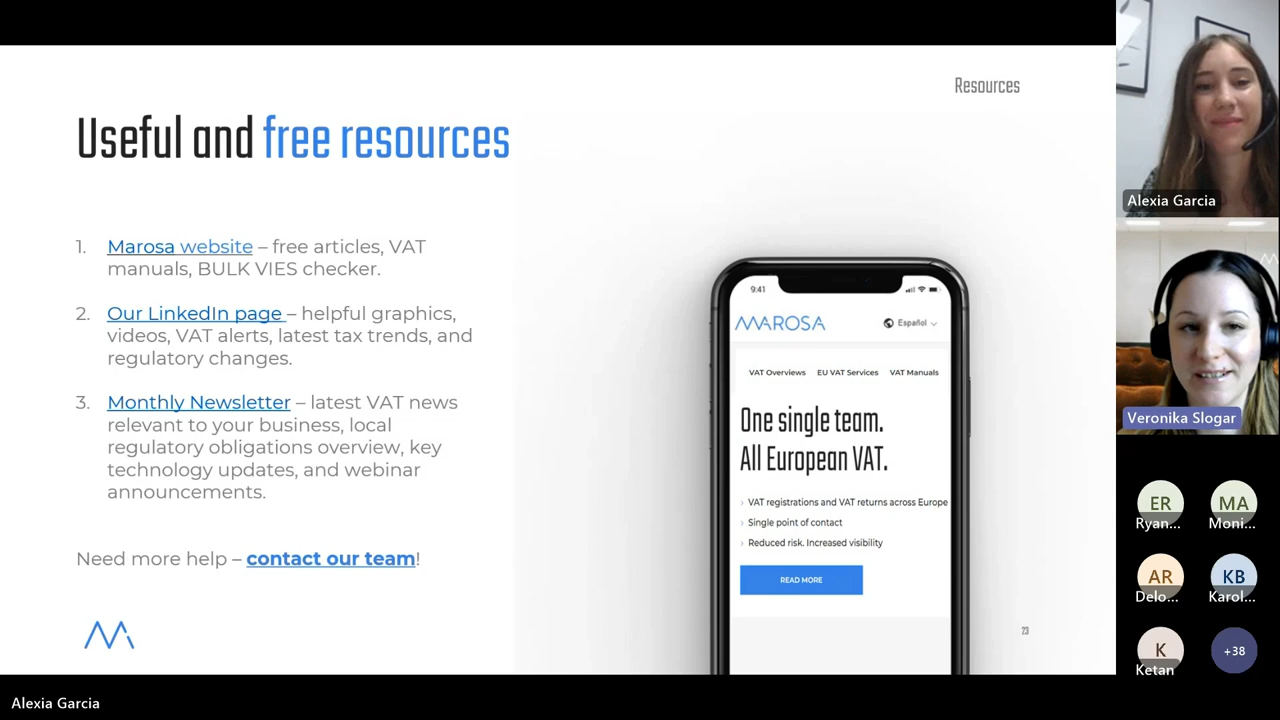 Resources
Useful and free resources
1. Marosa website – free articles, VAT
manuals, BULK VIES checker.
2. Our LinkedIn page – helpful graphics,
videos, VAT alerts, latest tax trends, and
regulatory changes.
3. Monthly Newsletter – latest VAT news
relevant to your business, local
regulatory obligations overview, key
technology updates, and webinar
announcements.
Need more help – contact our team!
9:41
MAROSA
Español
VAT Overviews EU VAT Services VAT Manuals
One single team.
All European VAT.
› VAT registrations and VAT returns across Europe
› Single point of contact
› Reduced risk. Increased visibility
READ MORE
23
Alexia Garcia
Veronika Slogar
ER MA
Ryan... Moni...
AR KB
Delo... Karol...
K +38
Ketan
Alexia Garcia